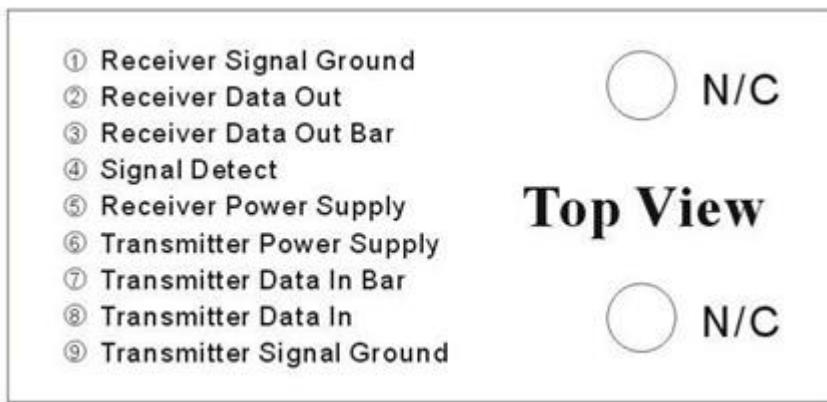 ① Receiver Signal Ground
② Receiver Data Out
③ Receiver Data Out Bar
④ Signal Detect
⑤ Receiver Power Supply
⑥ Transmitter Power Supply
⑦ Transmitter Data In Bar
⑧ Transmitter Data In
⑨ Transmitter Signal Ground
N/C
Top View
N/C